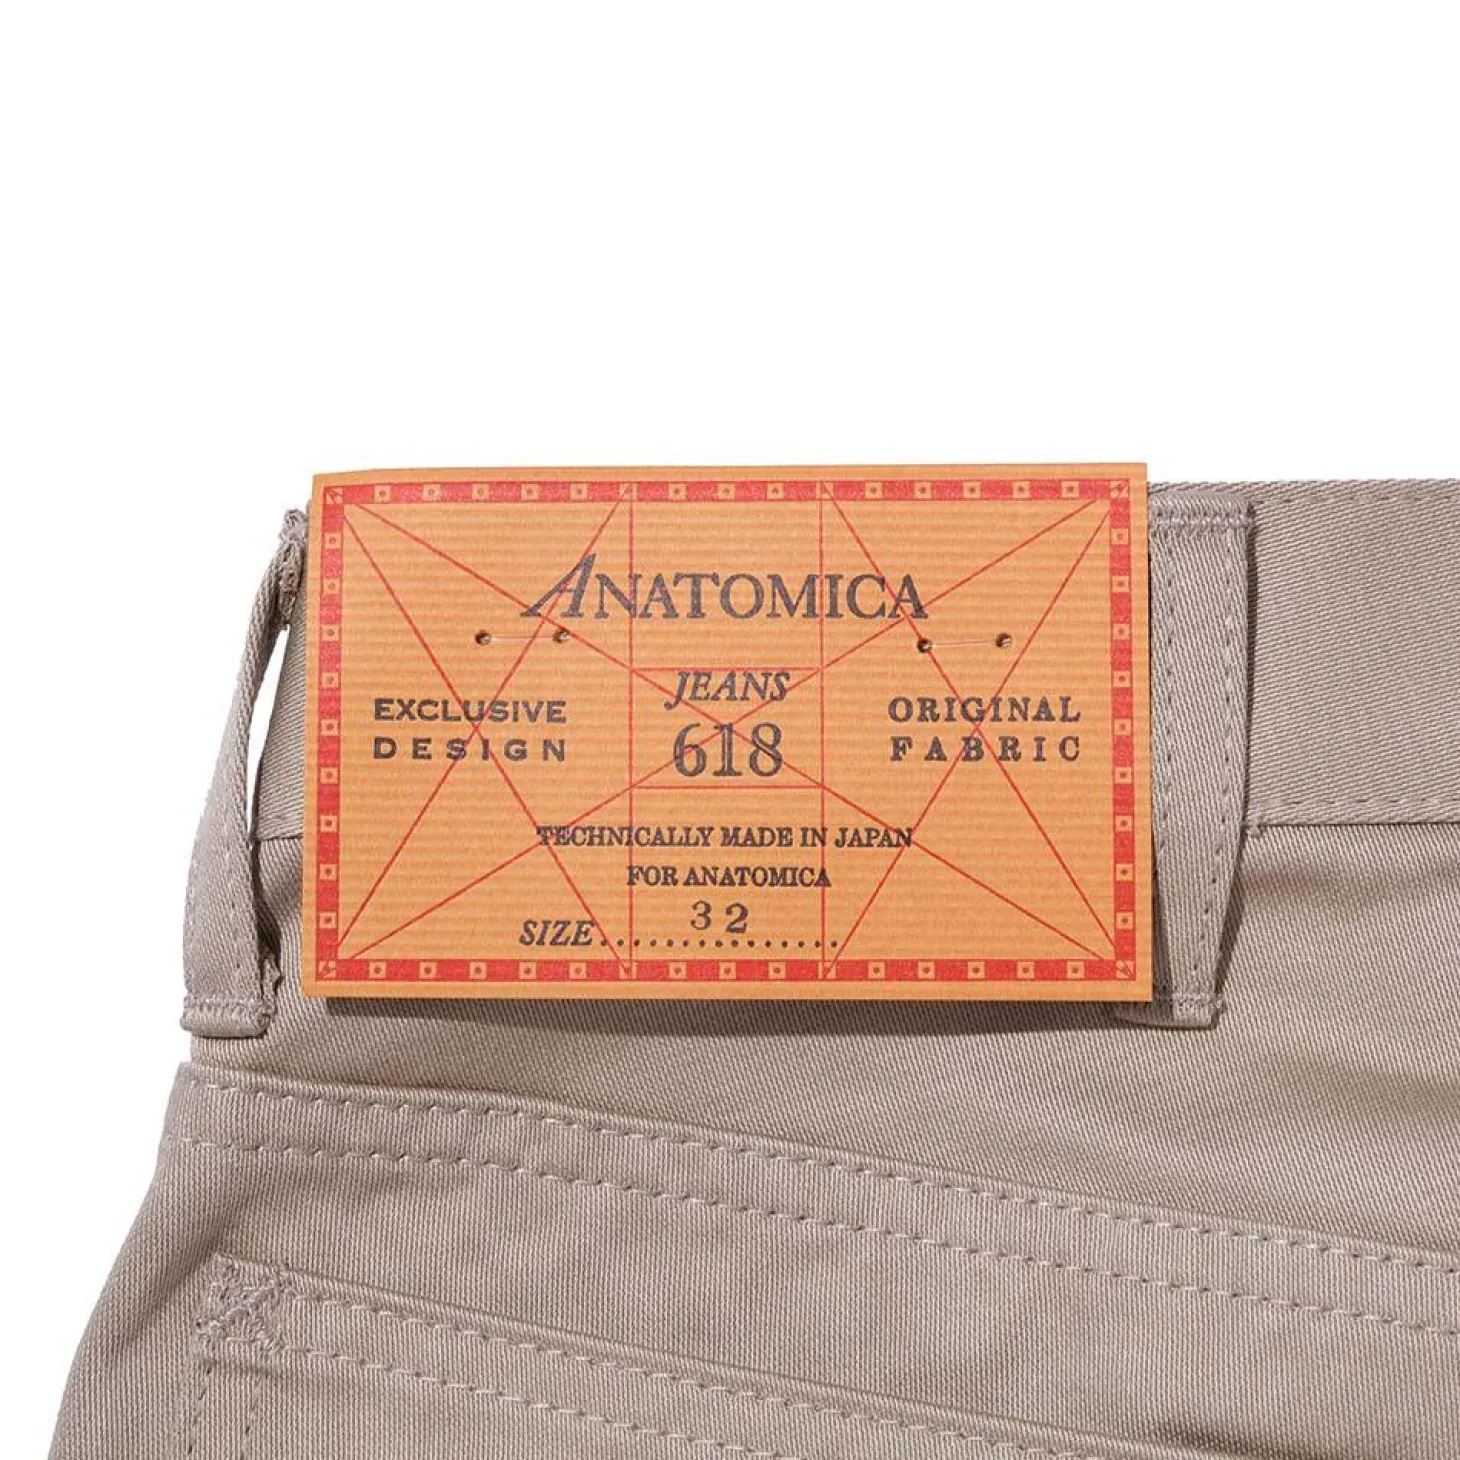 ANATOMICA
JEANS
618
EXCLUSIVE
DESIGN
ORIGINAL
FABRIC
TECHNICALLY MADE IN JAPAN
FOR ANATOMICA
SIZE 32